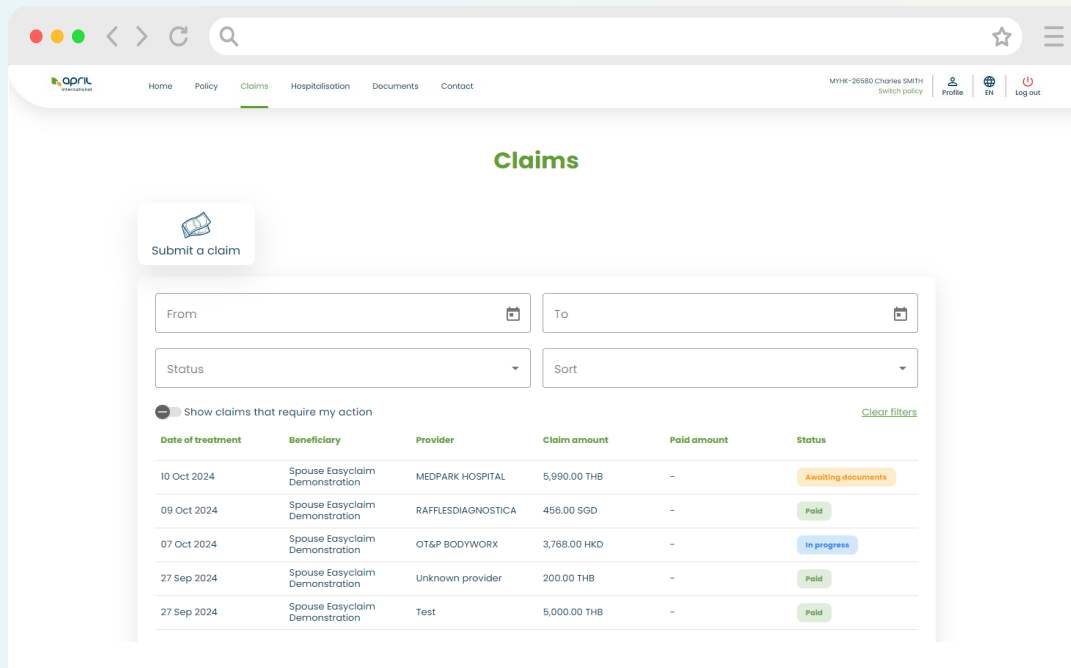 april
international
Home Policy Claims Hospitalisation Documents Contact
MYHK-26580 Charles SMITH
Switch policy
Profile
EN
Log out
Claims
Submit a claim
From
To
Status
Sort
Show claims that require my action
Clear filters
Date of treatment Beneficiary Provider Claim amount Paid amount Status
10 Oct 2024 Spouse Easyclaim Demonstration MEDPARK HOSPITAL 5,990.00 THB - Awaiting documents
09 Oct 2024 Spouse Easyclaim Demonstration RAFFLESDIAGNOSTICA 456.00 SGD - Paid
07 Oct 2024 Spouse Easyclaim Demonstration OT&P BODYWORX 3,768.00 HKD - In progress
27 Sep 2024 Spouse Easyclaim Demonstration Unknown provider 200.00 THB - Paid
27 Sep 2024 Spouse Easyclaim Demonstration Test 5,000.00 THB - Paid